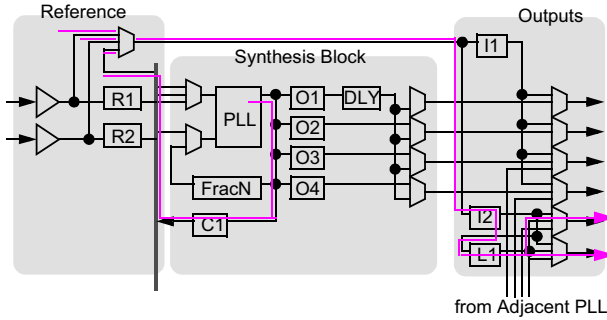 Reference
Outputs
Synthesis Block
I1
R1
R2
PLL
O1
DLY
O2
O3
FracN
O4
C1
I2
L1
from Adjacent PLL